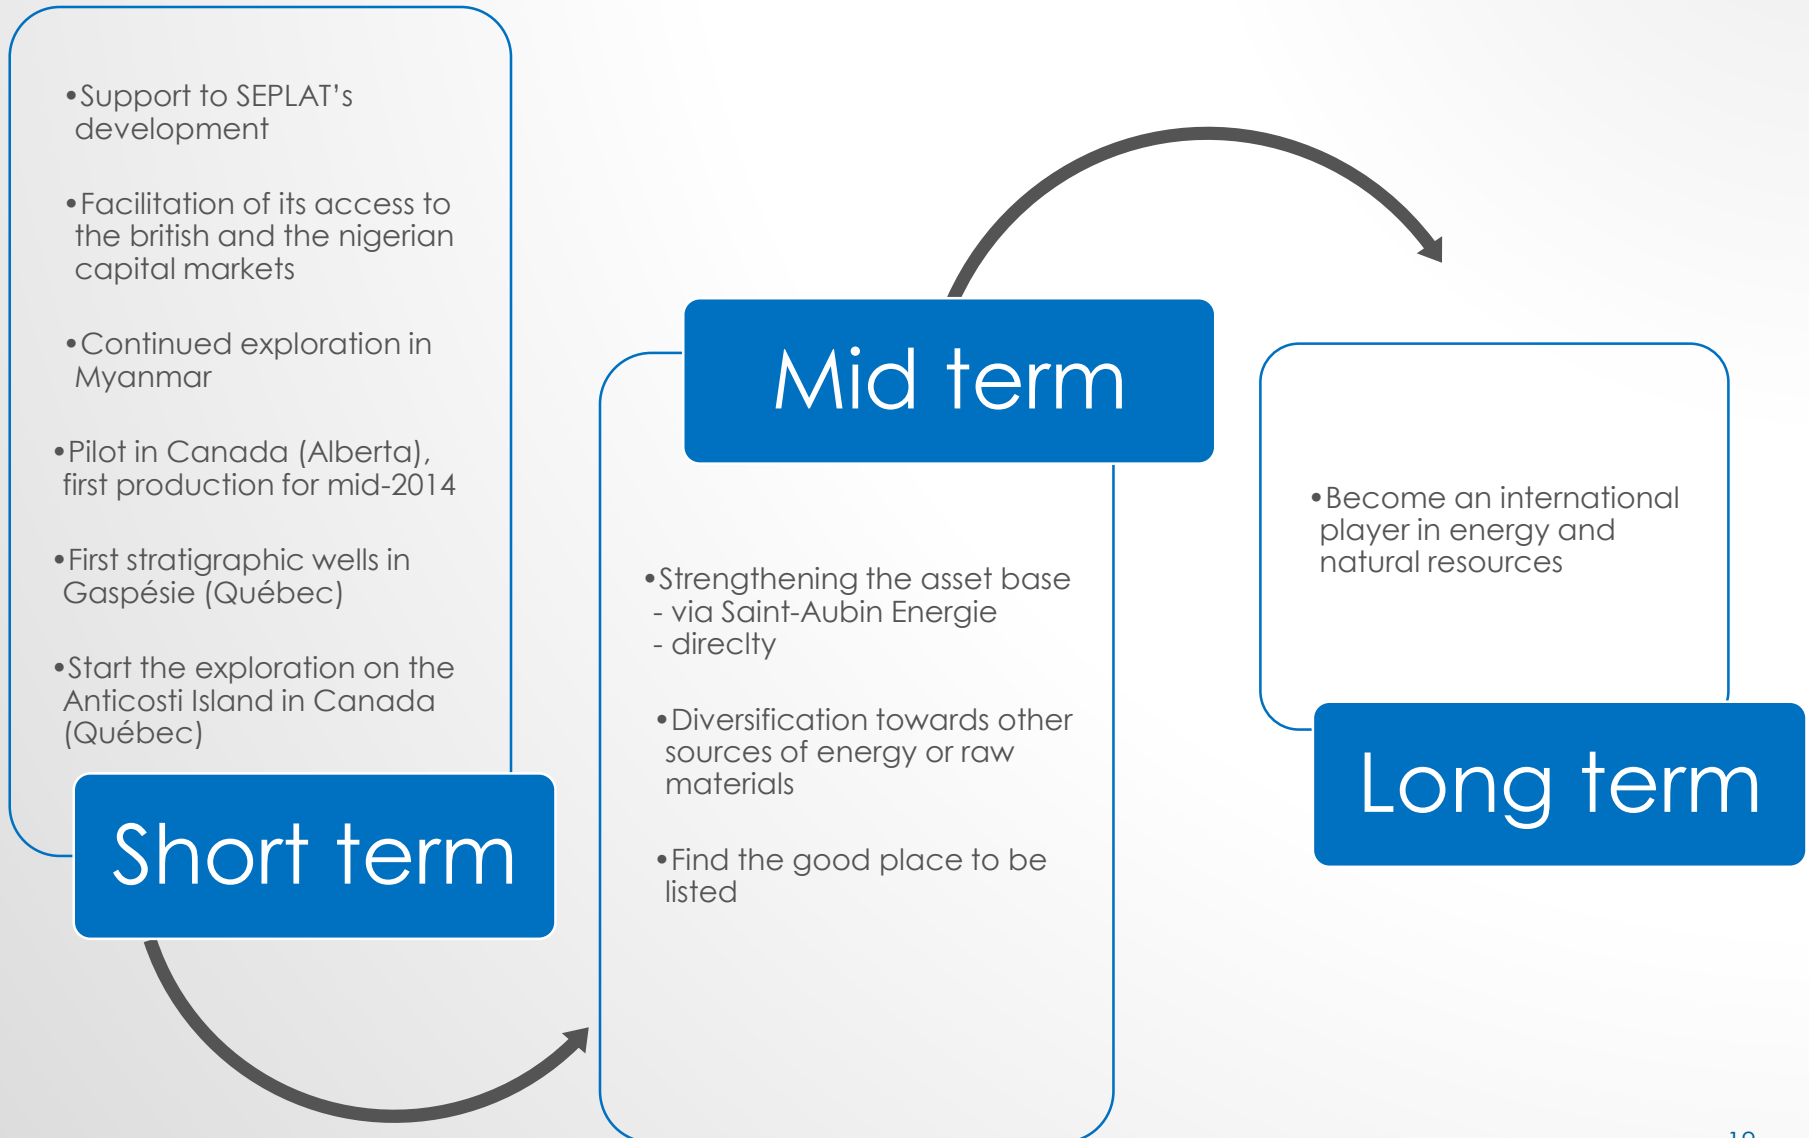 •Support to SEPLAT's
development
•Facilitation of its access to
the british and the nigerian
capital markets
•Continued exploration in
Myanmar
•Pilot in Canada (Alberta),
first production for mid-2014
•First stratigraphic wells in
Gaspésie (Québec)
•Start the exploration on the
Anticosti Island in Canada
(Québec)
Short term
Mid term
•Strengthening the asset base
- via Saint-Aubin Energie
- direclty
•Diversification towards other
sources of energy or raw
materials
•Find the good place to be
listed
•Become an international
player in energy and
natural resources
Long term